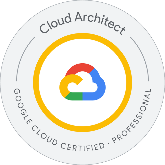 Cloud Architect
GOOGLE CLOUD CERTIFIED · PROFESSIONAL